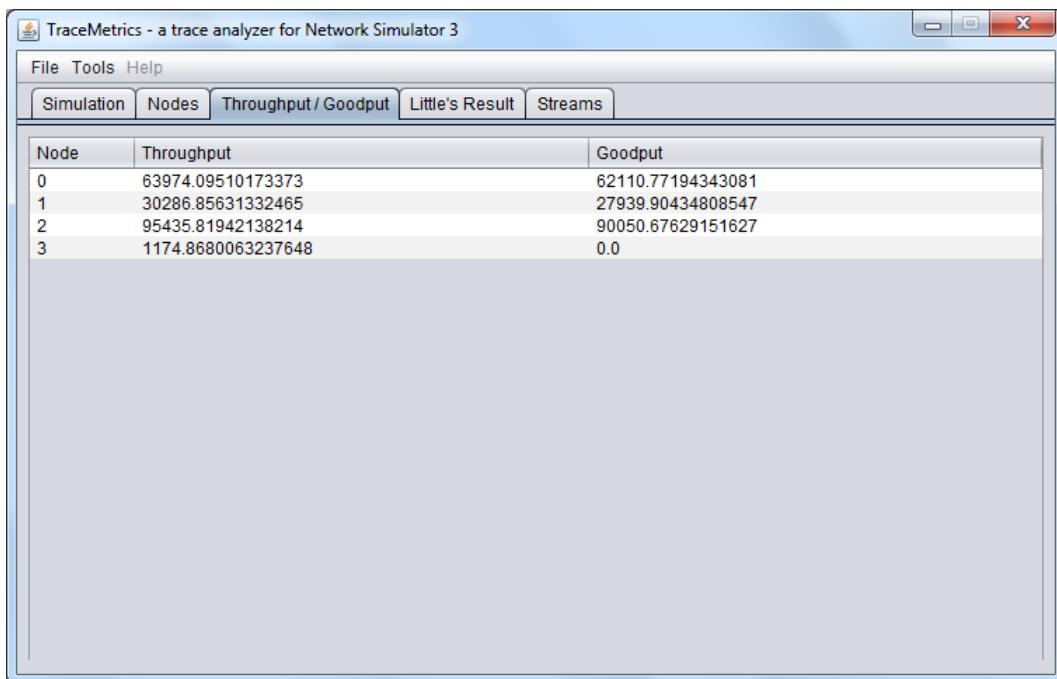 TraceMetrics - a trace analyzer for Network Simulator 3
File Tools Help
Simulation Nodes Throughput / Goodput Little's Result Streams
Node Throughput Goodput
0 63974.09510173373 62110.77194343081
1 30286.85631332465 27939.90434808547
2 95435.81942138214 90050.67629151627
3 1174.8680063237648 0.0